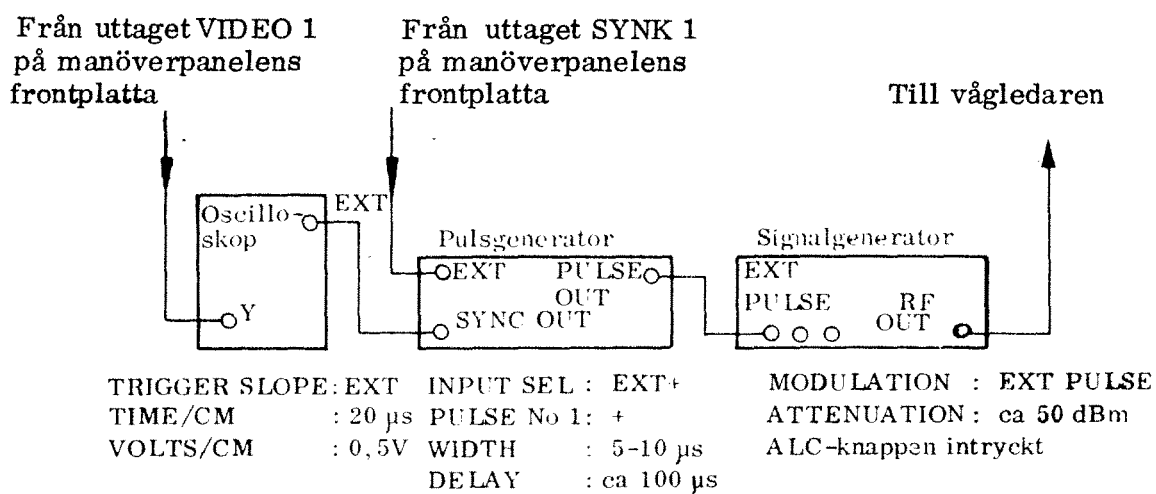 Från uttaget VIDEO 1
på manöverpanelens
frontplatta
Från uttaget SYNK 1
på manöverpanelens
frontplatta
Till vågledaren
Oscillo-
skop
EXT
Y
Pulsgenerator
EXT
PULSE
OUT
SYNC OUT
Signalgenerator
EXT
PULSE
RF
OUT
TRIGGER SLOPE: EXT
TIME/CM : 20 µs
VOLTS/CM : 0,5V
INPUT SEL : EXT+
PULSE No 1: +
WIDTH : 5-10 µs
DELAY : ca 100 µs
MODULATION : EXT PULSE
ATTENUATION : ca 50 dBm
ALC-knappen intryckt